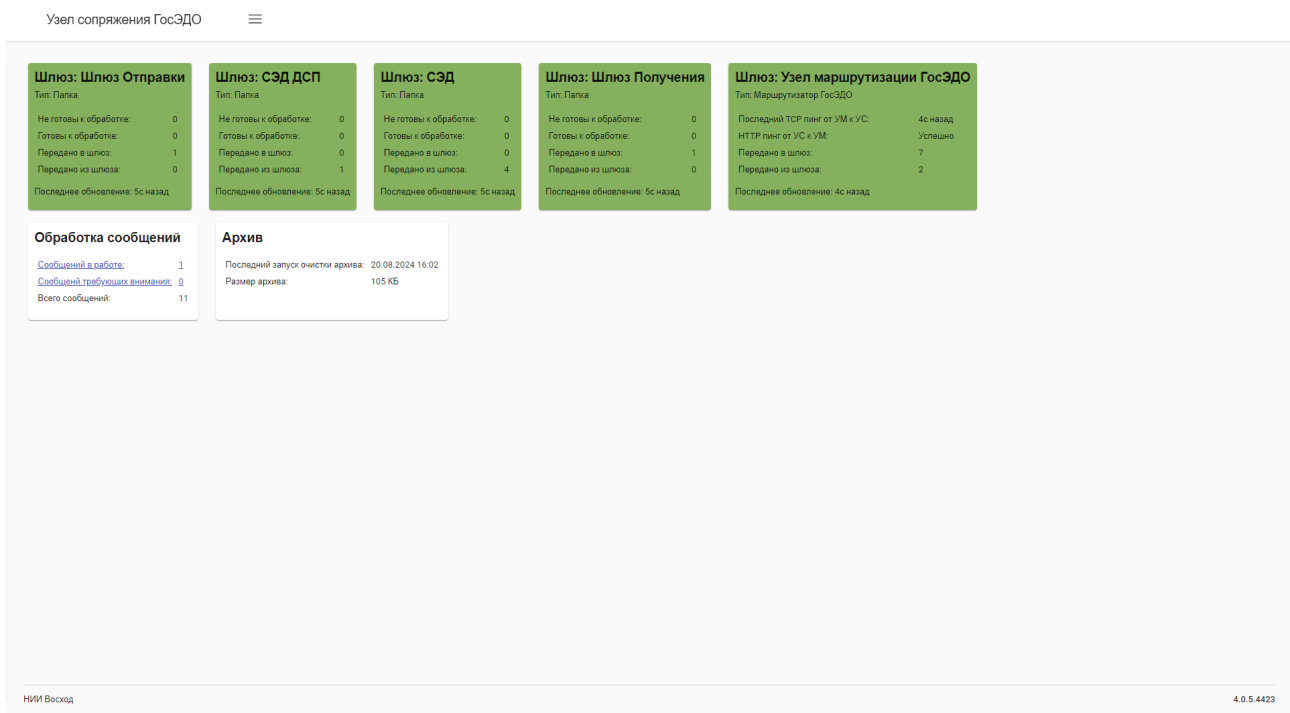 Узел сопряжения ГосЭДО
Шлюз: Шлюз Отправки
Тип: Папка
Не готовы к обработке: 0
Готовы к обработке: 0
Передано в шлюз: 1
Передано из шлюза: 0
Последнее обновление: 5с назад
Шлюз: СЭД ДСП
Тип: Папка
Не готовы к обработке: 0
Готовы к обработке: 0
Передано в шлюз: 0
Передано из шлюза: 1
Последнее обновление: 5с назад
Шлюз: СЭД
Тип: Папка
Не готовы к обработке: 0
Готовы к обработке: 0
Передано в шлюз: 0
Передано из шлюза: 4
Последнее обновление: 5с назад
Шлюз: Шлюз Получения
Тип: Папка
Не готовы к обработке: 0
Готовы к обработке: 0
Передано в шлюз: 1
Передано из шлюза: 0
Последнее обновление: 5с назад
Шлюз: Узел маршрутизации ГосЭДО
Тип: Маршрутизатор ГосЭДО
Последний TCP пинг от УМ к УС: 4с назад
HTTP пинг от УС к УМ: Успешно
Передано в шлюз: 7
Передано из шлюза: 2
Последнее обновление: 4с назад
Обработка сообщений
Сообщений в работе: 1
Сообщенй требующих внимания: 0
Всего сообщений: 11
Архив
Последний запуск очистки архива: 20.08.2024 16:02
Размер архива: 105 КБ
НИИ Восход
4.0.5.4423